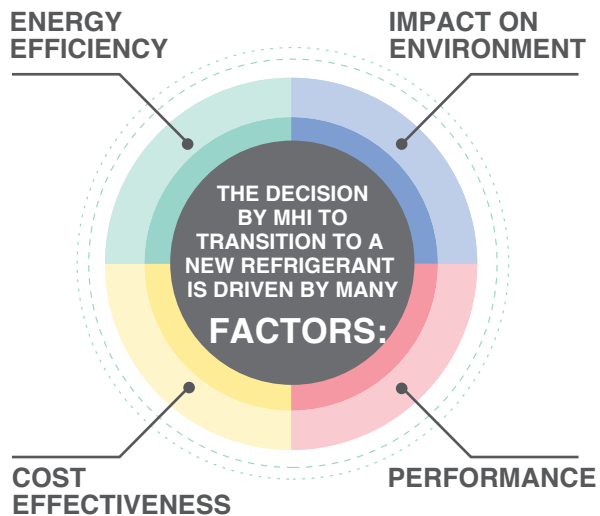 ENERGY
EFFICIENCY
IMPACT ON
ENVIRONMENT
THE DECISION
BY MHI TO
TRANSITION TO A
NEW REFRIGERANT
IS DRIVEN BY MANY
FACTORS:
COST
EFFECTIVENESS
PERFORMANCE